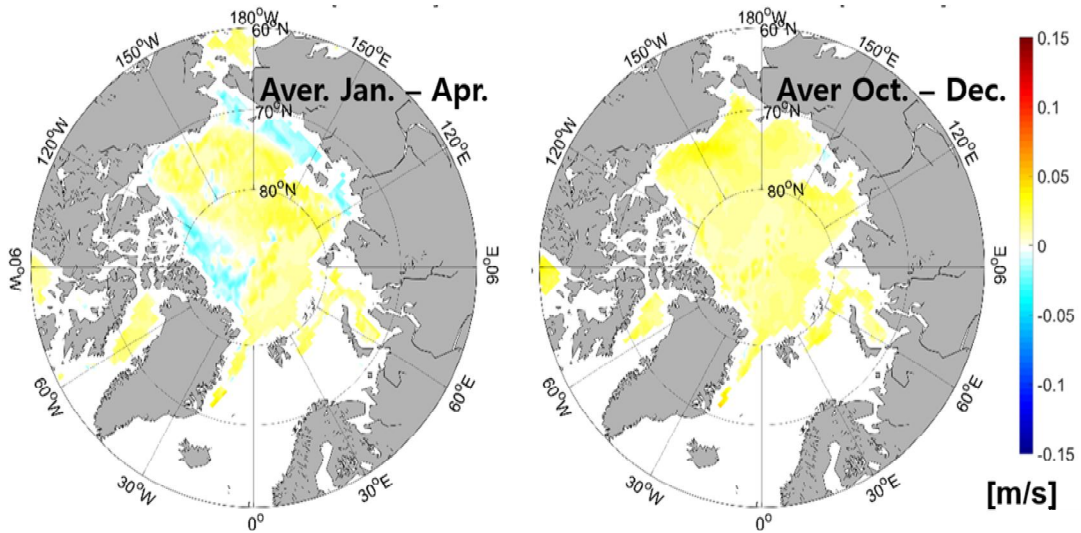 180°W
60°N
150°W
150°E
Aver. Jan. – Apr.
70°N
120°W
120°E
80°N
90°W
90°E
60°W
60°E
30°W
30°E
0°
180°W
60°N
150°W
150°E
Aver Oct. – Dec.
70°N
120°W
120°E
80°N
90°E
60°W
60°E
30°W
30°E
0°
0.15
0.1
0.05
0
-0.05
-0.1
-0.15
[m/s]